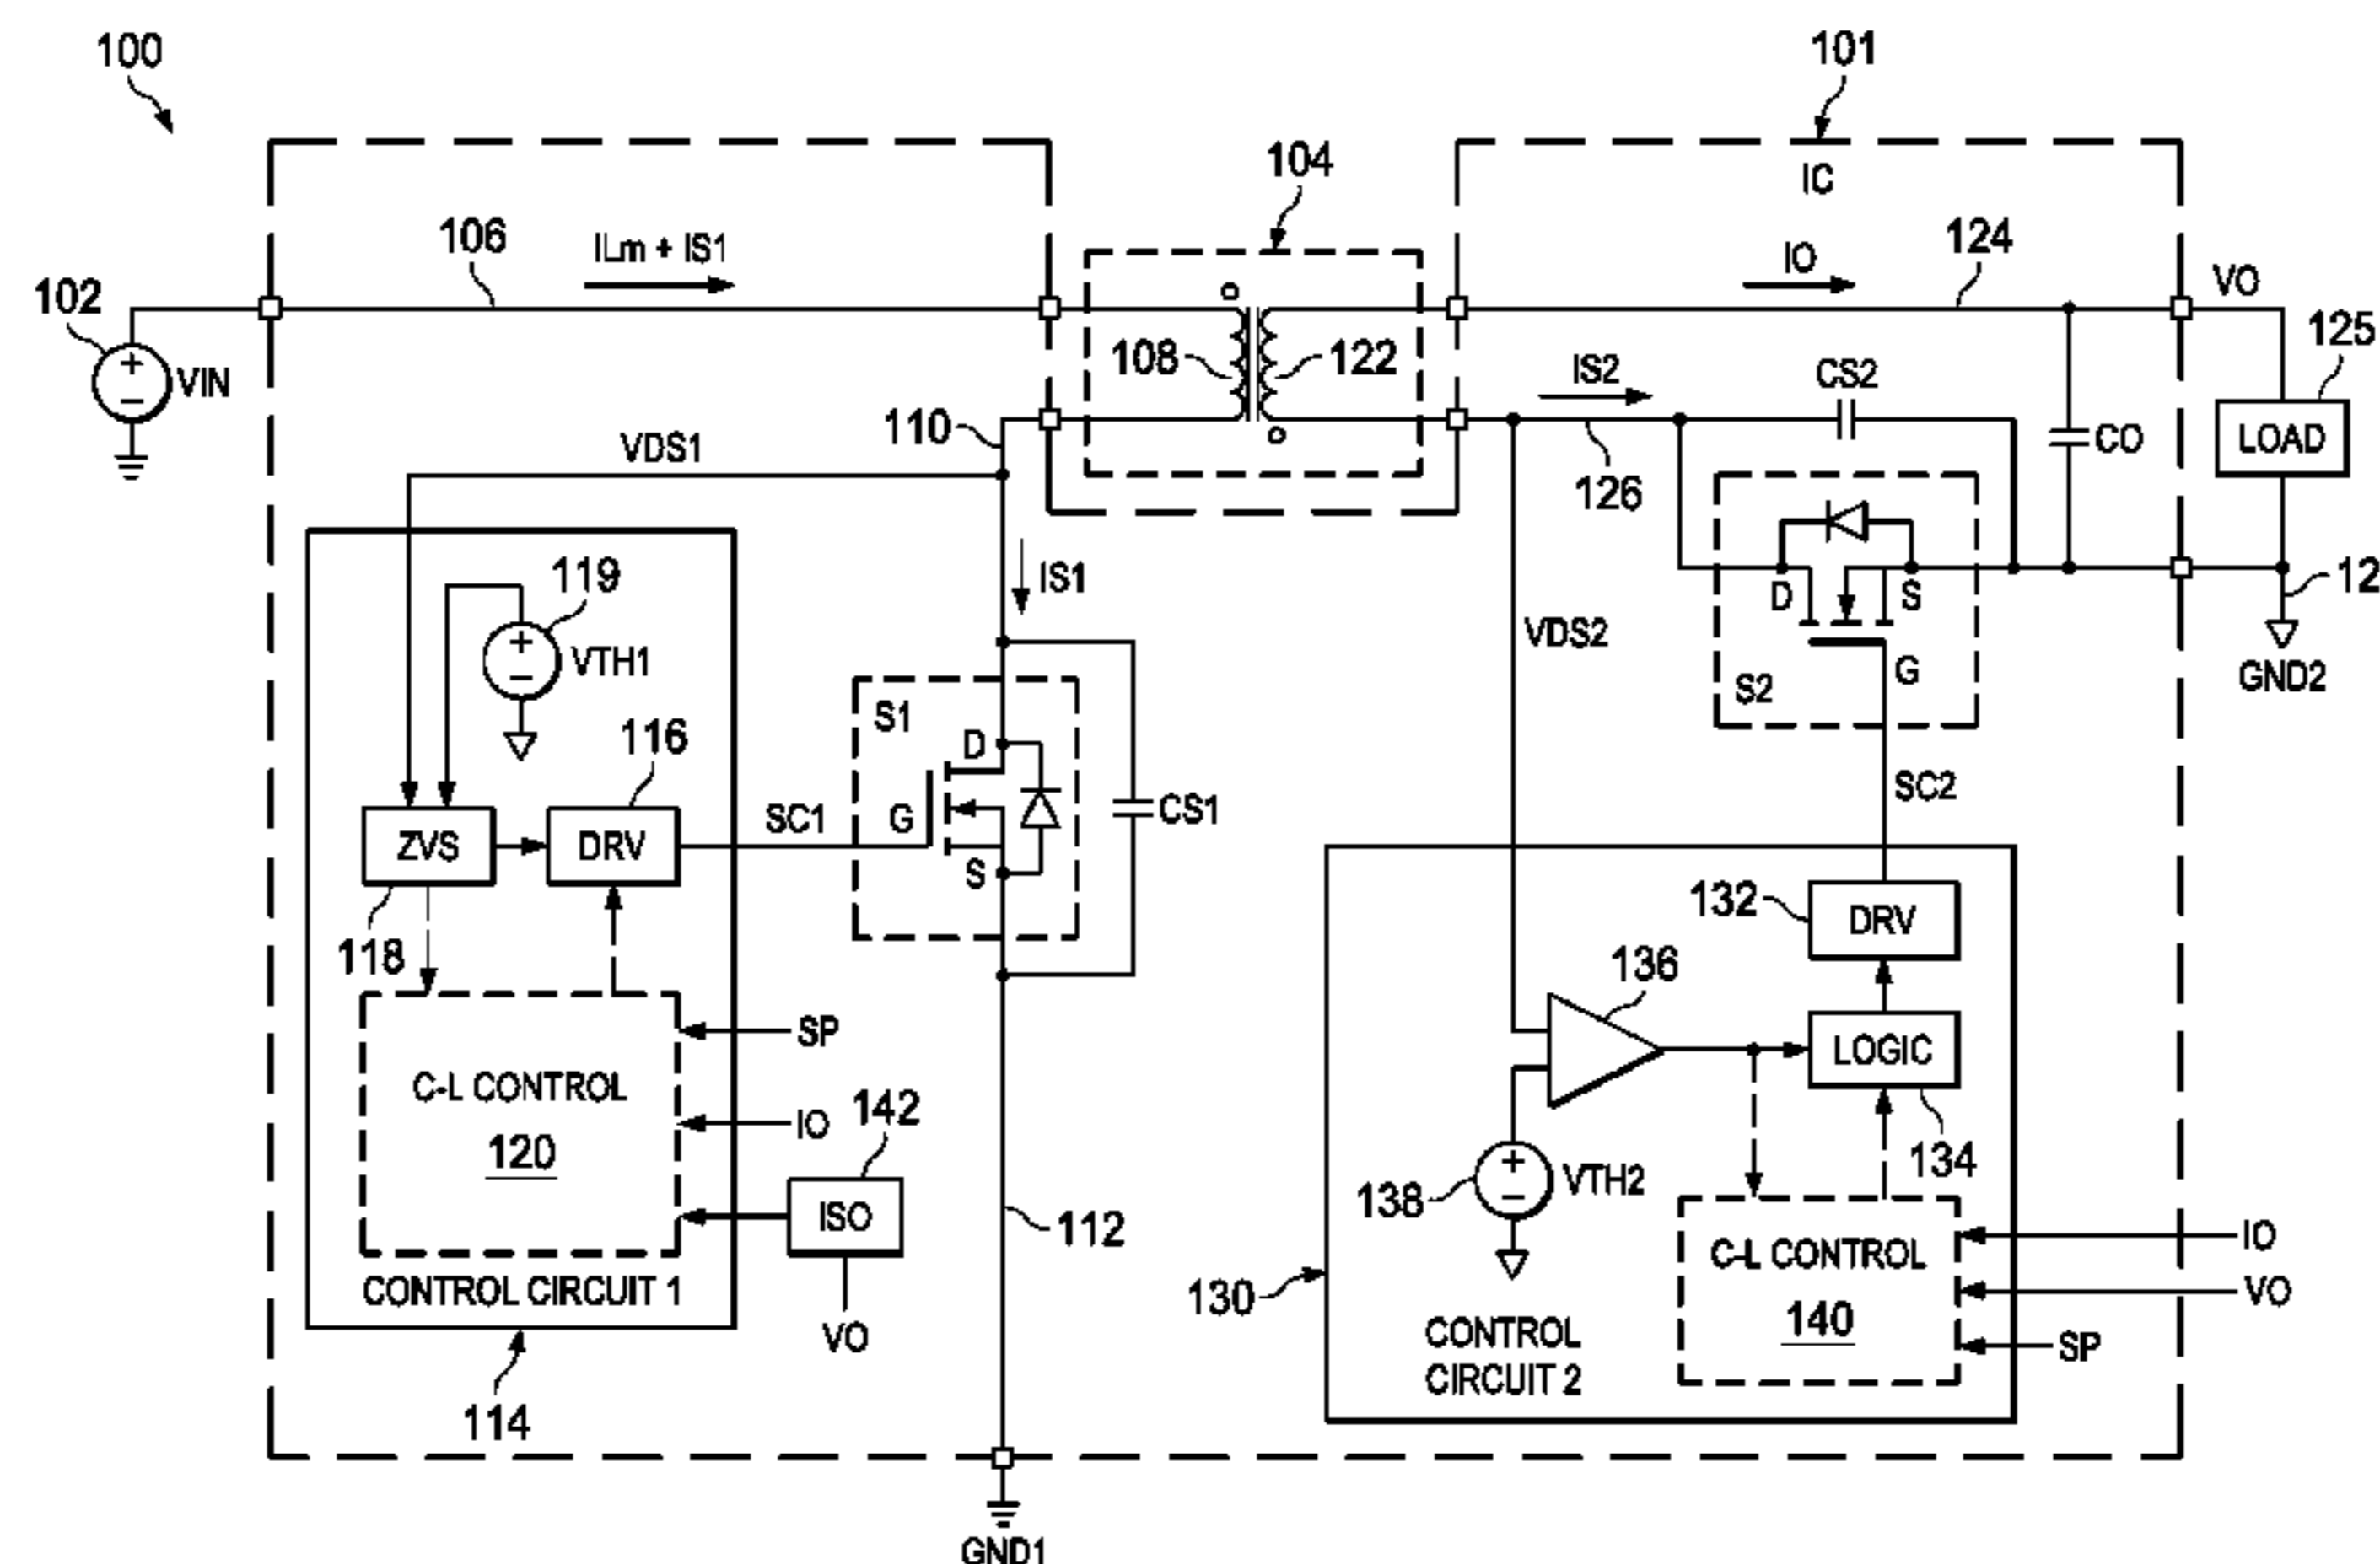 100
101
IC
104
106
ILm + IS1
IO
124
VO
102
VIN
108
122
125
LOAD
110
VDS1
IS2
CS2
126
CO
119
VTH1
IS1
D
S
G
S2
VDS2
12
GND2
116
S1
D
G
S
CS1
SC1
SC2
ZVS
DRV
118
132
DRV
136
SP
C-L CONTROL
120
IO
142
ISO
VO
CONTROL CIRCUIT 1
114
112
LOGIC
134
138
VTH2
130
C-L CONTROL
140
IO
VO
SP
CONTROL
CIRCUIT 2
GND1